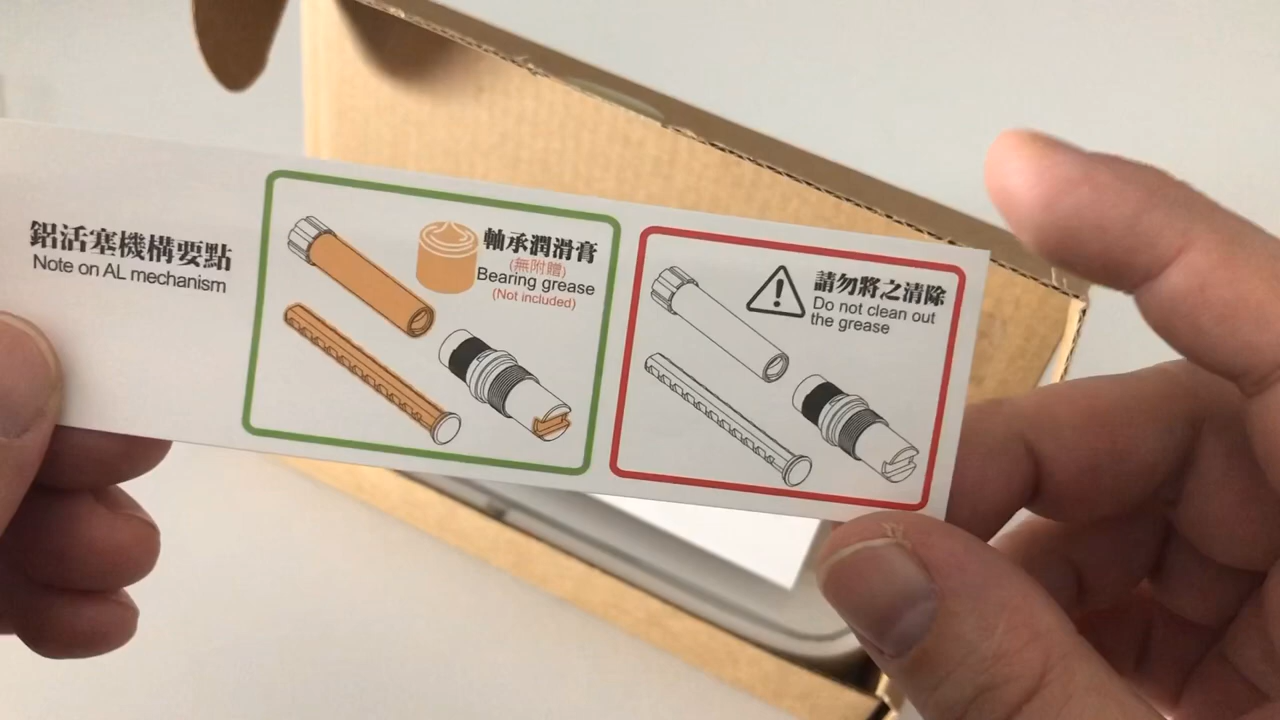 鋁活塞機構要點
Note on AL mechanism
軸承潤滑膏
(無附贈)
Bearing grease
(Not included)
請勿將之清除
Do not clean out
the grease